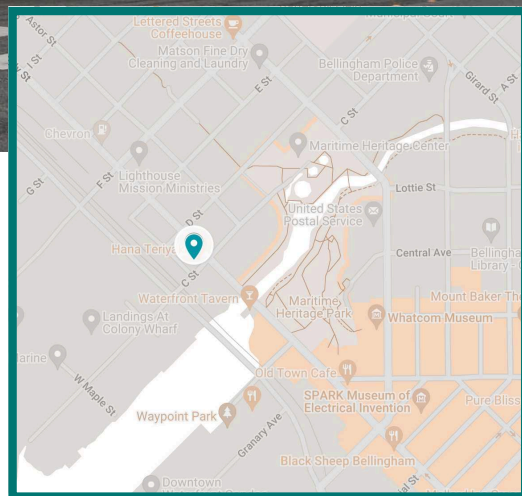 Lettered Streets
Coffeehouse
Astor St
Matson Fine Dry
Cleaning and Laundry
Bellingham Police
Department
I St
E St
C St
Girard St
A St
Chevron
Maritime Heritage Center
Lighthouse
Mission Ministries
G St
F St
Lottie St
D St
United States
Postal Service
Hana Teriya
Central Ave
Bellingha
Library -
C St
Waterfront Tavern
Maritime
Heritage Park
Mount Baker The
Whatcom Museum
Landings At
Colony Wharf
arine
Old Town Cafe
W Maple St
SPARK Museum of
Electrical Invention
Pure Bliss
Waypoint Park
Granary Ave
Black Sheep Bellingham
Downtown